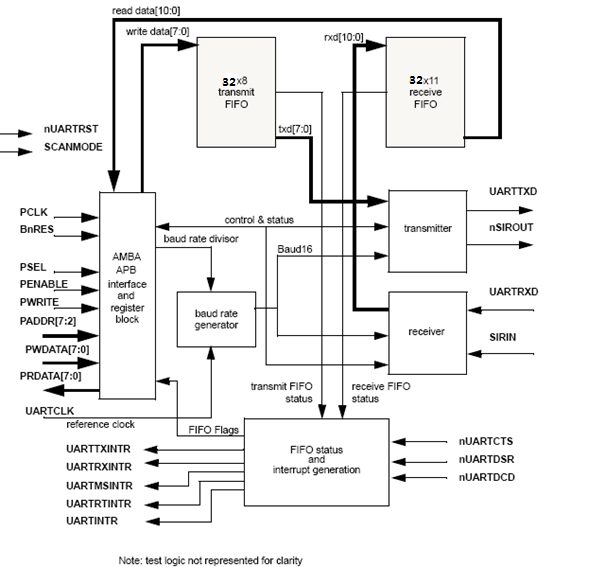 read data[10:0]
write data[7:0]
rxd[10:0]
32x8
transmit
FIFO
32x11
receive
FIFO
txd[7:0]
nUARTRST
SCANMODE
UARTTXD
nSIROUT
transmitter
control & status
baud rate divisor
Baud16
PCLK
BnRES
PSEL
PENABLE
PWRITE
PADDR[7:2]
PWDATA[7:0]
PRDATA[7:0]
AMBA
APB
interface
and
register
block
baud rate
generator
receiver
UARTRXD
SIRIN
UARTCLK
reference clock
transmit FIFO
status
receive FIFO
status
FIFO Flags
FIFO status
and
interrupt generation
UARTTXINTR
UARTRXINTR
UARTMSINTR
UARTRTINTR
UARTINTR
nUARTCTS
nUARTDSR
nUARTDCD
Note: test logic not represented for clarity